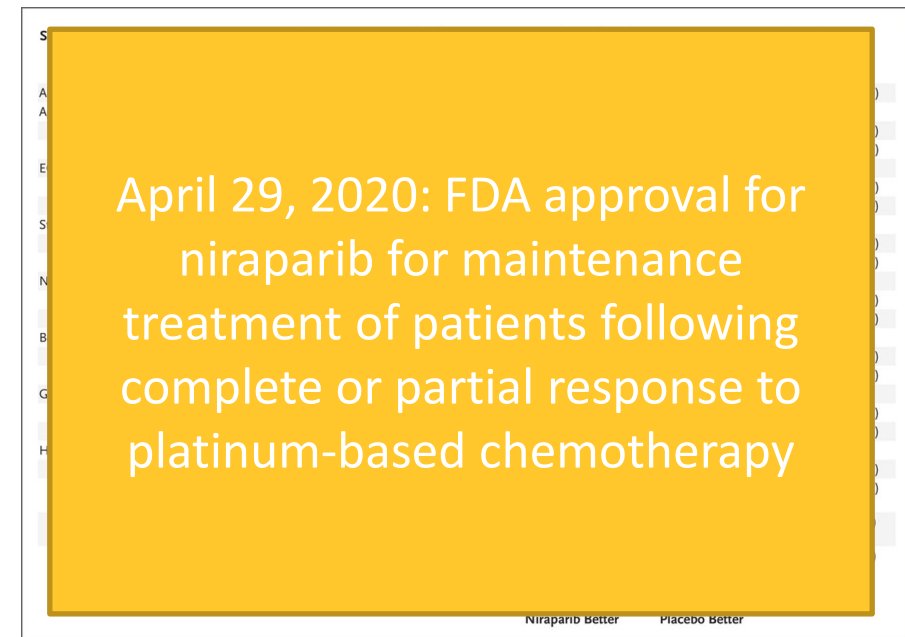 April 29, 2020: FDA approval for
niraparib for maintenance
treatment of patients following
complete or partial response to
platinum-based chemotherapy
Niraparib Better Placebo Better